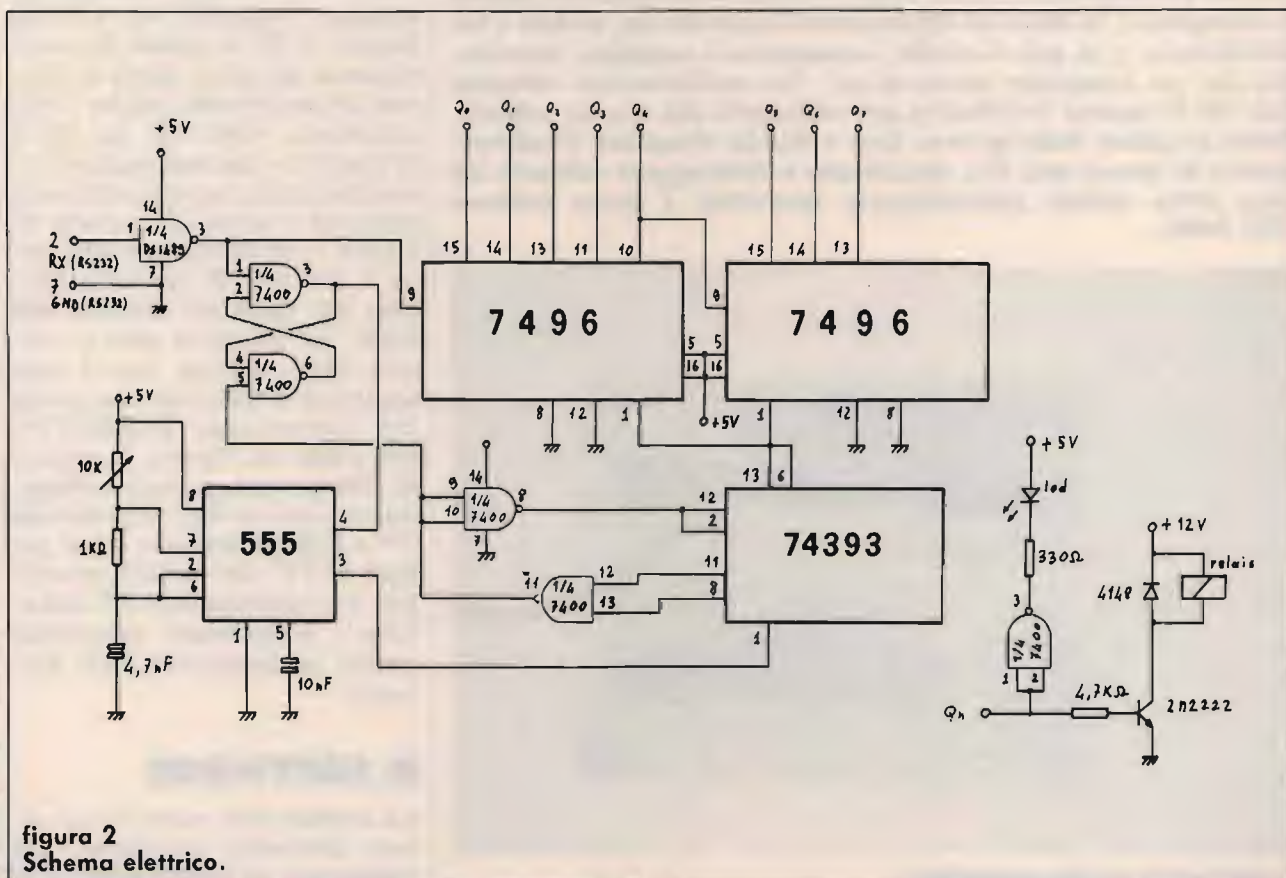 Q0 Q1 Q2 Q3 Q4 Q5 Q6 Q7
+5V
14
1 1/4 DS1489 3
2
RX (RS232)
7
7
GND (RS232)
15 14 13 11 10
15 14 13
1 1/4 3
2 7400
9
7496
5 5
16 16
9
7496
4 1/4 6
5 7400
8 12 1
+5V
1 12 8
+5V
10K
14
9 1/4 8
10 7400
7
13 6
12
2
74393
11
8
1
8
7
2
6
555
4
3
1KΩ
11 1/4 12
7400 13
1 5
4,7nF
10nF
+5V
led
330Ω
3
1/4
7400
1 2
+12V
4148
relais
4,7KΩ
2N2222
Qn
figura 2
Schema elettrico.